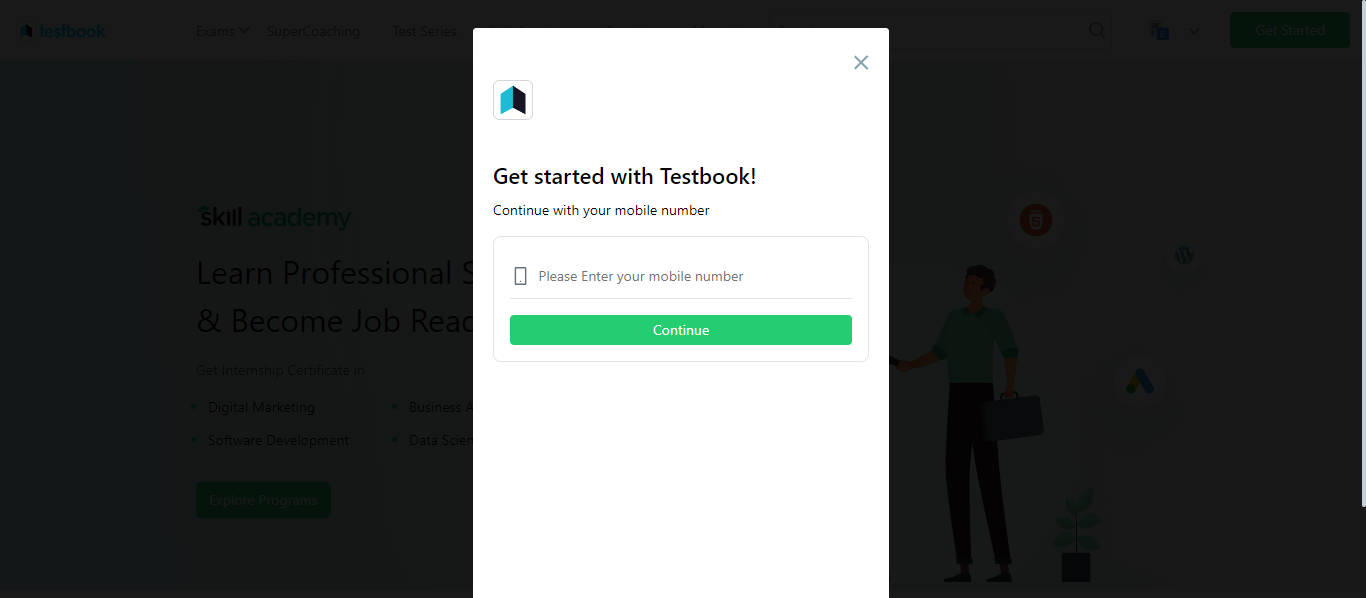 testbook
Exams
SuperCoaching
Test Series
Get Started
Get started with Testbook!
Continue with your mobile number
Please Enter your mobile number
Continue
skill academy
Learn Professional S
& Become Job Read
Get Internship Certificate in
Digital Marketing
Business A
Software Development
Data Scien
Explore Programs